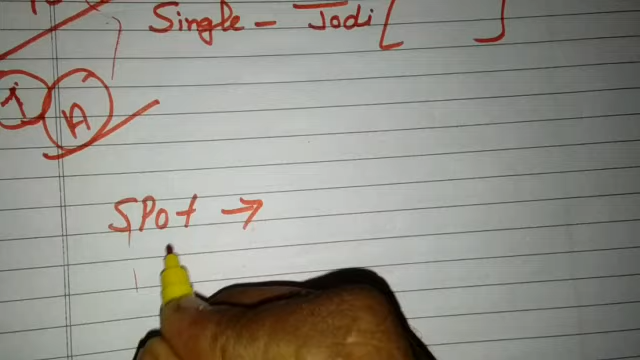 Single - Jodi [ ]
A
SPot →